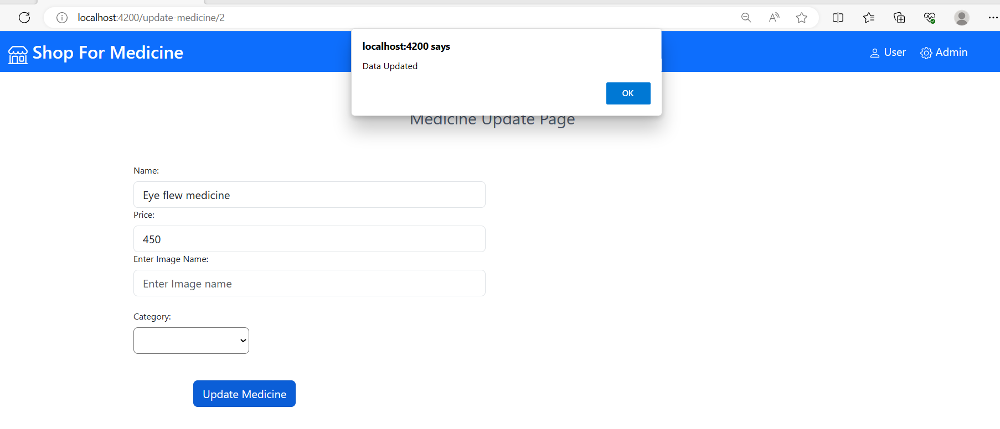 localhost:4200/update-medicine/2
Shop For Medicine
User
Admin
localhost:4200 says
Data Updated
OK
Medicine Update Page
Name:
Eye flew medicine
Price:
450
Enter Image Name:
Enter Image name
Category:
Update Medicine